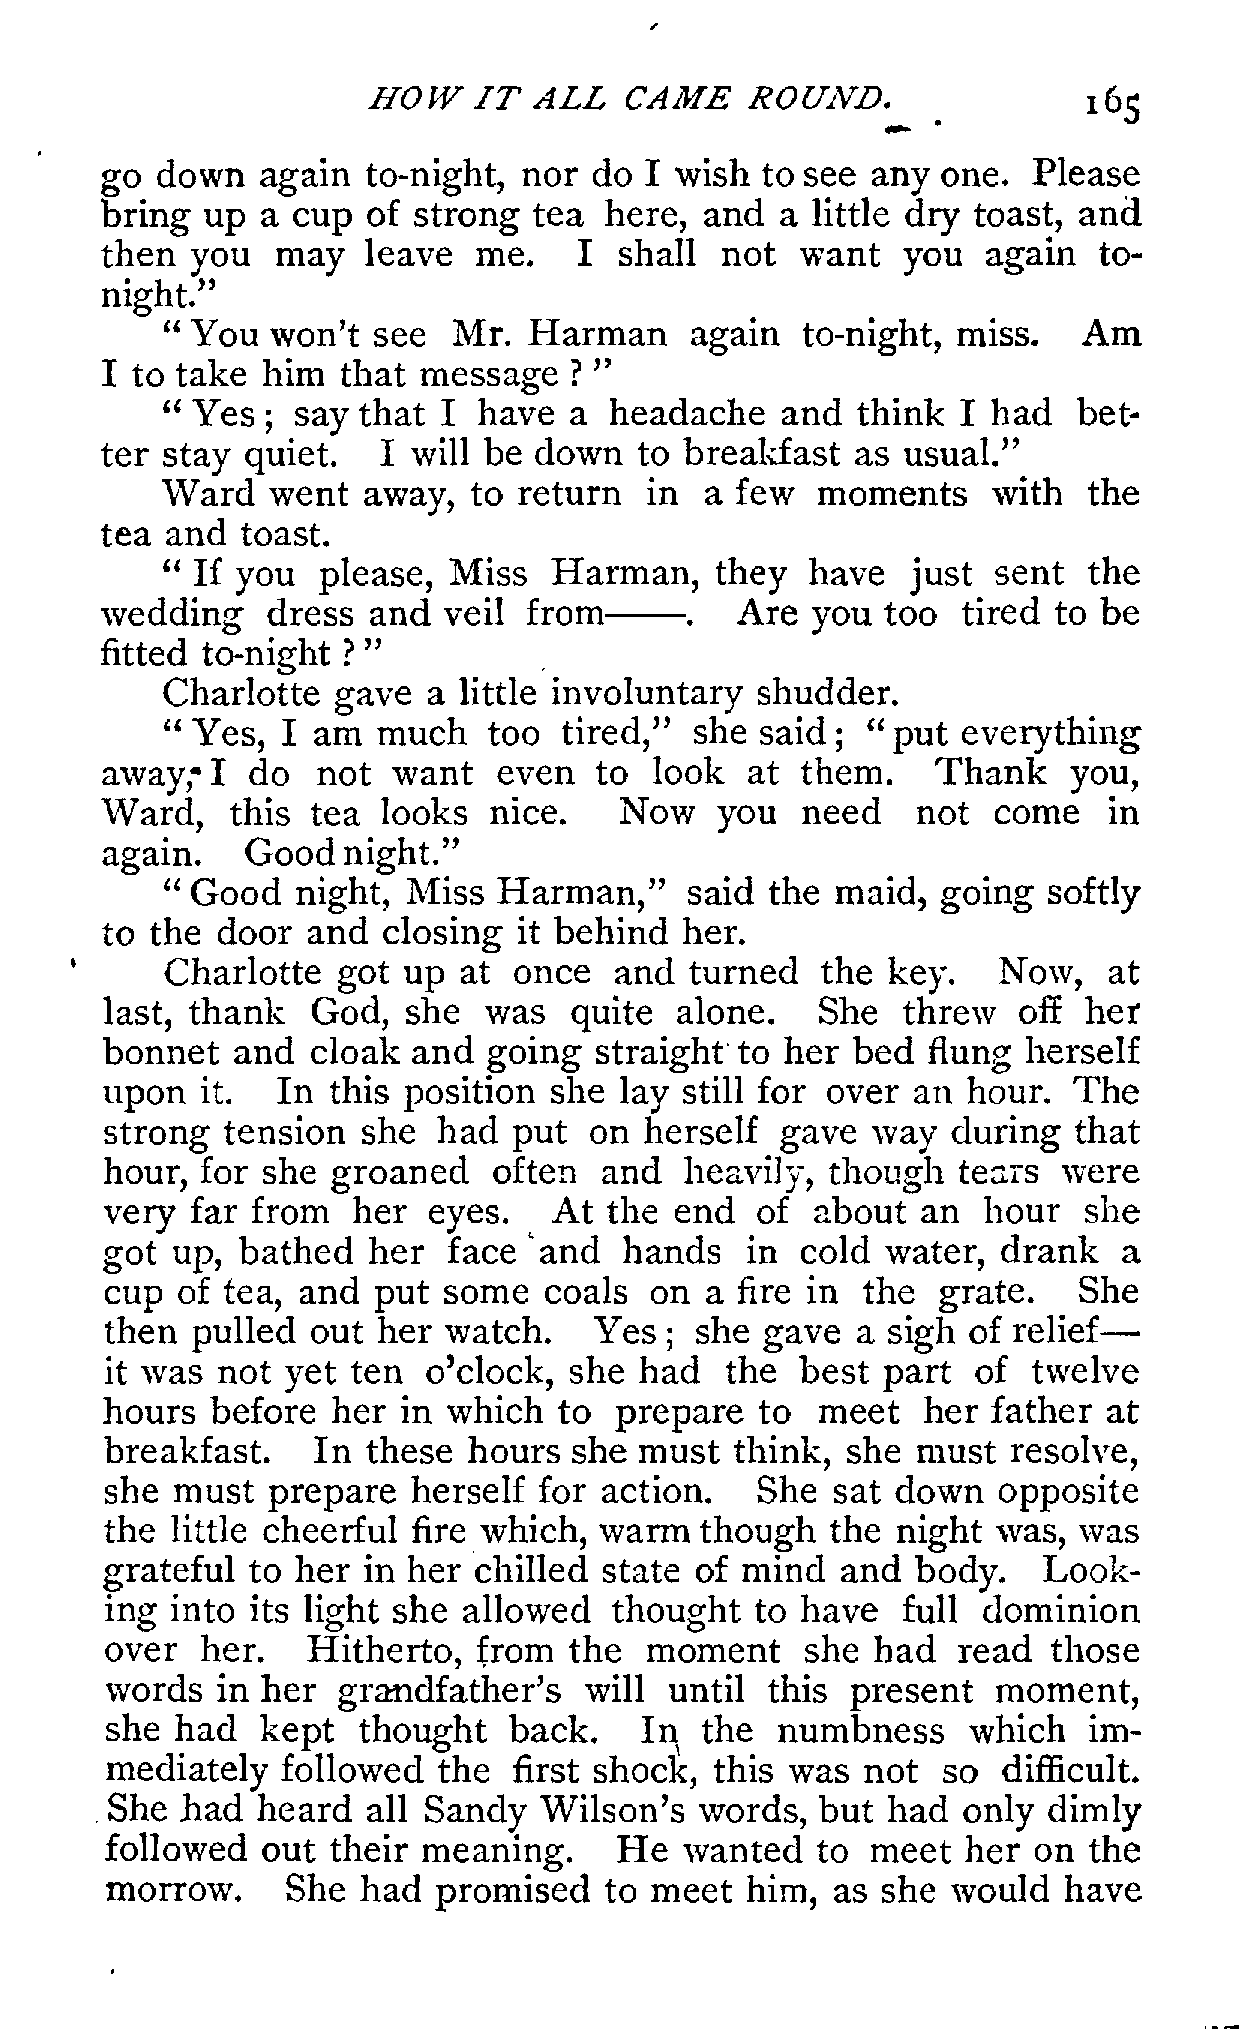 HOW IT ALL CAME ROUND. 165
go down again to-night, nor do I wish to see any one. Please
bring up a cup of strong tea here, and a little dry toast, and
then you may leave me. I shall not want you again to-
night."
"You won't see Mr. Harman again to-night, miss. Am
I to take him that message?"
"Yes; say that I have a headache and think I had bet-
ter stay quiet. I will be down to breakfast as usual."
Ward went away, to return in a few moments with the
tea and toast.
"If you please, Miss Harman, they have just sent the
wedding dress and veil from——. Are you too tired to be
fitted to-night?"
Charlotte gave a little involuntary shudder.
"Yes, I am much too tired," she said; "put everything
away; I do not want even to look at them. Thank you,
Ward, this tea looks nice. Now you need not come in
again. Good night."
"Good night, Miss Harman," said the maid, going softly
to the door and closing it behind her.
Charlotte got up at once and turned the key. Now, at
last, thank God, she was quite alone. She threw off her
bonnet and cloak and going straight to her bed flung herself
upon it. In this position she lay still for over an hour. The
strong tension she had put on herself gave way during that
hour, for she groaned often and heavily, though tears were
very far from her eyes. At the end of about an hour she
got up, bathed her face and hands in cold water, drank a
cup of tea, and put some coals on a fire in the grate. She
then pulled out her watch. Yes; she gave a sigh of relief—
it was not yet ten o'clock, she had the best part of twelve
hours before her in which to prepare to meet her father at
breakfast. In these hours she must think, she must resolve,
she must prepare herself for action. She sat down opposite
the little cheerful fire which, warm though the night was, was
grateful to her in her chilled state of mind and body. Look-
ing into its light she allowed thought to have full dominion
over her. Hitherto, from the moment she had read those
words in her grandfather's will until this present moment,
she had kept thought back. In the numbness which im-
mediately followed the first shock, this was not so difficult.
She had heard all Sandy Wilson's words, but had only dimly
followed out their meaning. He wanted to meet her on the
morrow. She had promised to meet him, as she would have